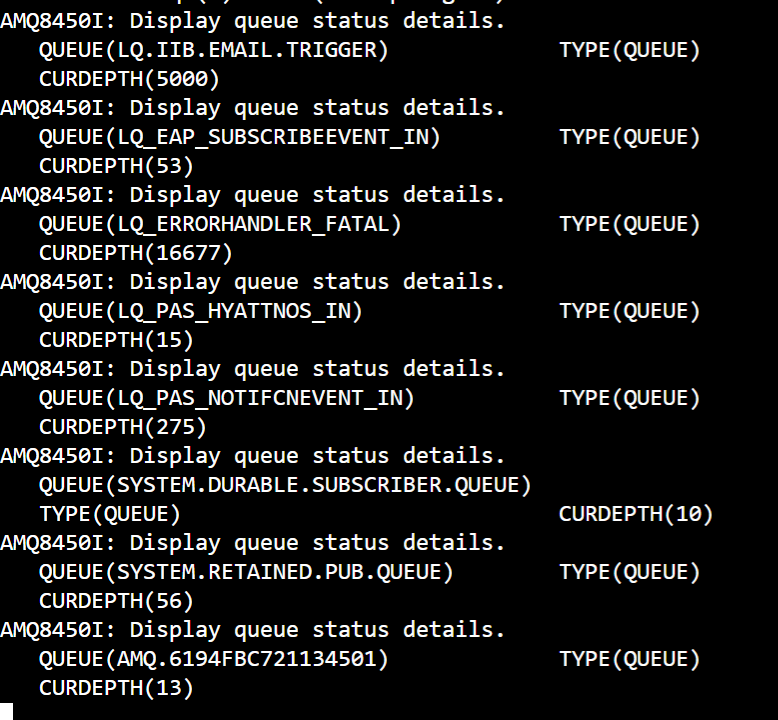 AMQ8450I: Display queue status details.
QUEUE(LQ.IIB.EMAIL.TRIGGER) TYPE(QUEUE)
CURDEPTH(5000)
AMQ8450I: Display queue status details.
QUEUE(LQ_EAP_SUBSCRIBEEVENT_IN) TYPE(QUEUE)
CURDEPTH(53)
AMQ8450I: Display queue status details.
QUEUE(LQ_ERRORHANDLER_FATAL) TYPE(QUEUE)
CURDEPTH(16677)
AMQ8450I: Display queue status details.
QUEUE(LQ_PAS_HYATTNOS_IN) TYPE(QUEUE)
CURDEPTH(15)
AMQ8450I: Display queue status details.
QUEUE(LQ_PAS_NOTIFCNEVENT_IN) TYPE(QUEUE)
CURDEPTH(275)
AMQ8450I: Display queue status details.
QUEUE(SYSTEM.DURABLE.SUBSCRIBER.QUEUE)
TYPE(QUEUE) CURDEPTH(10)
AMQ8450I: Display queue status details.
QUEUE(SYSTEM.RETAINED.PUB.QUEUE) TYPE(QUEUE)
CURDEPTH(56)
AMQ8450I: Display queue status details.
QUEUE(AMQ.6194FBC721134501) TYPE(QUEUE)
CURDEPTH(13)